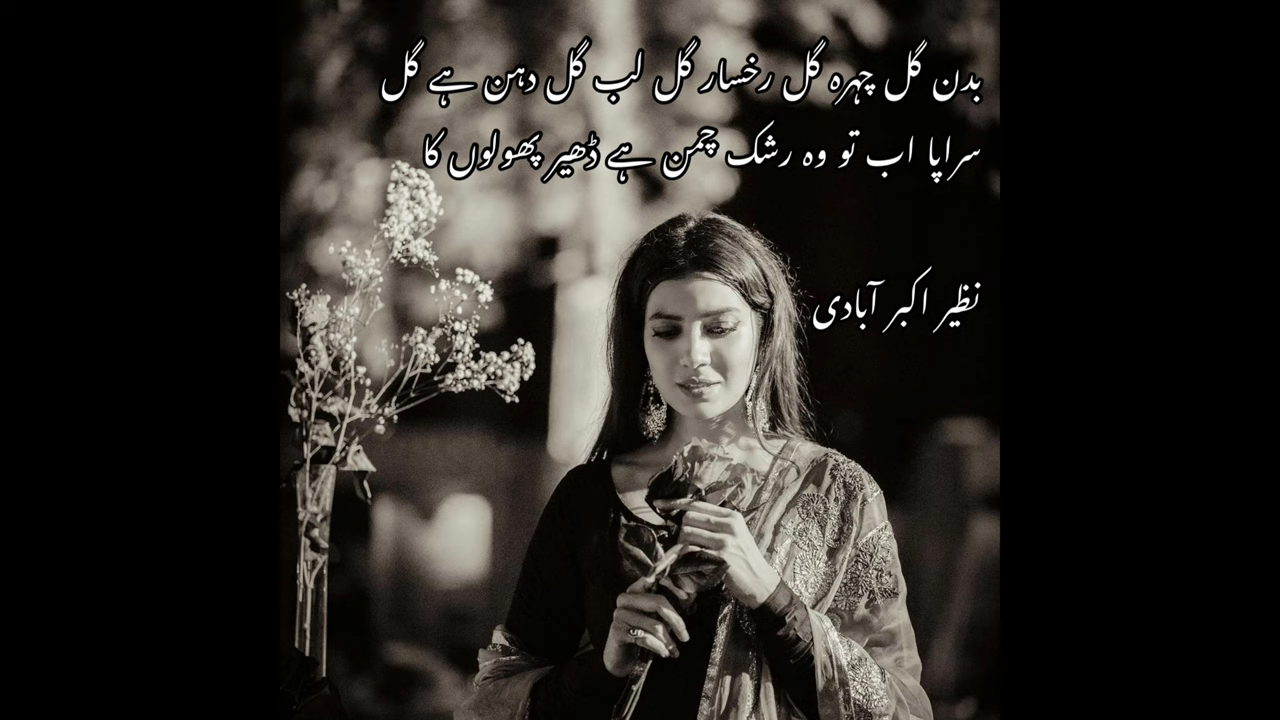 بدن گل چہرہ گل رخسار گل لب گل دہن ہے گل
سراپا اب تو وہ رشک چمن ہے ڈھیر پھولوں کا
نظیر اکبر آبادی